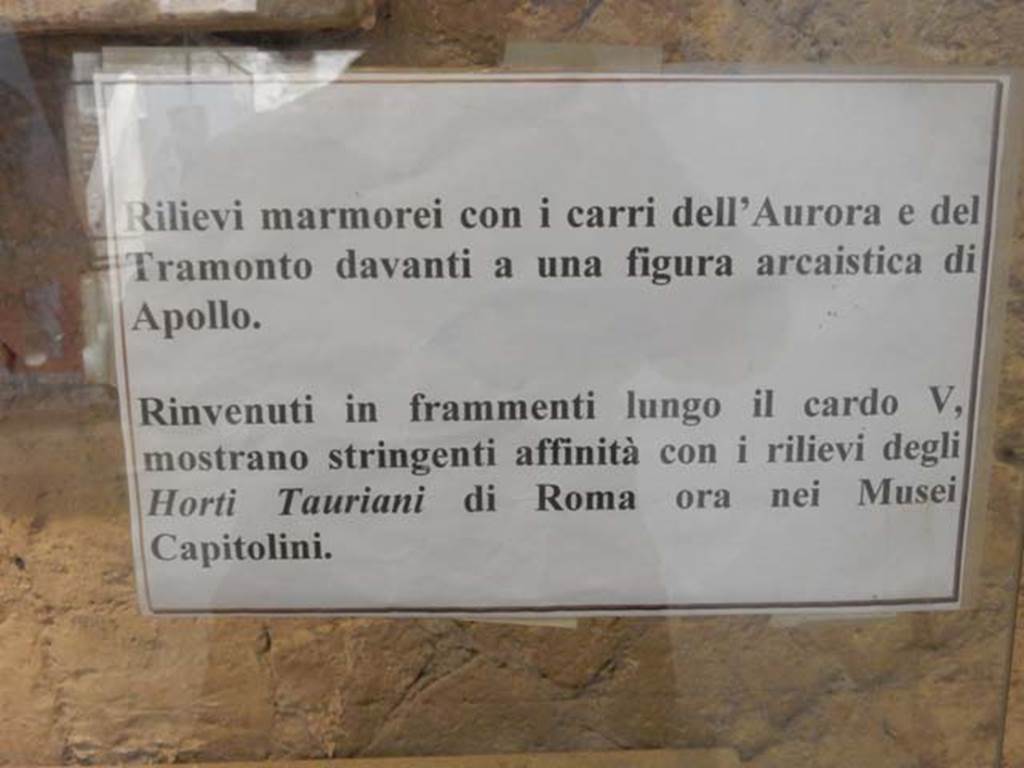 Rilievi marmorei con i carri dell’Aurora e del
Tramonto davanti a una figura arcaistica di
Apollo.
Rinvenuti in frammenti lungo il cardo V,
mostrano stringenti affinità con i rilievi degli
Horti Tauriani di Roma ora nei Musei
Capitolini.